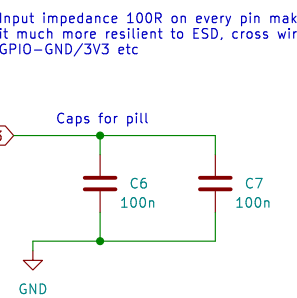 Input impedance 100R on every pin mak
it much more resilient to ESD, cross wir
GPIO-GND/3V3 etc
Caps for pill
C6
100n
C7
100n
GND